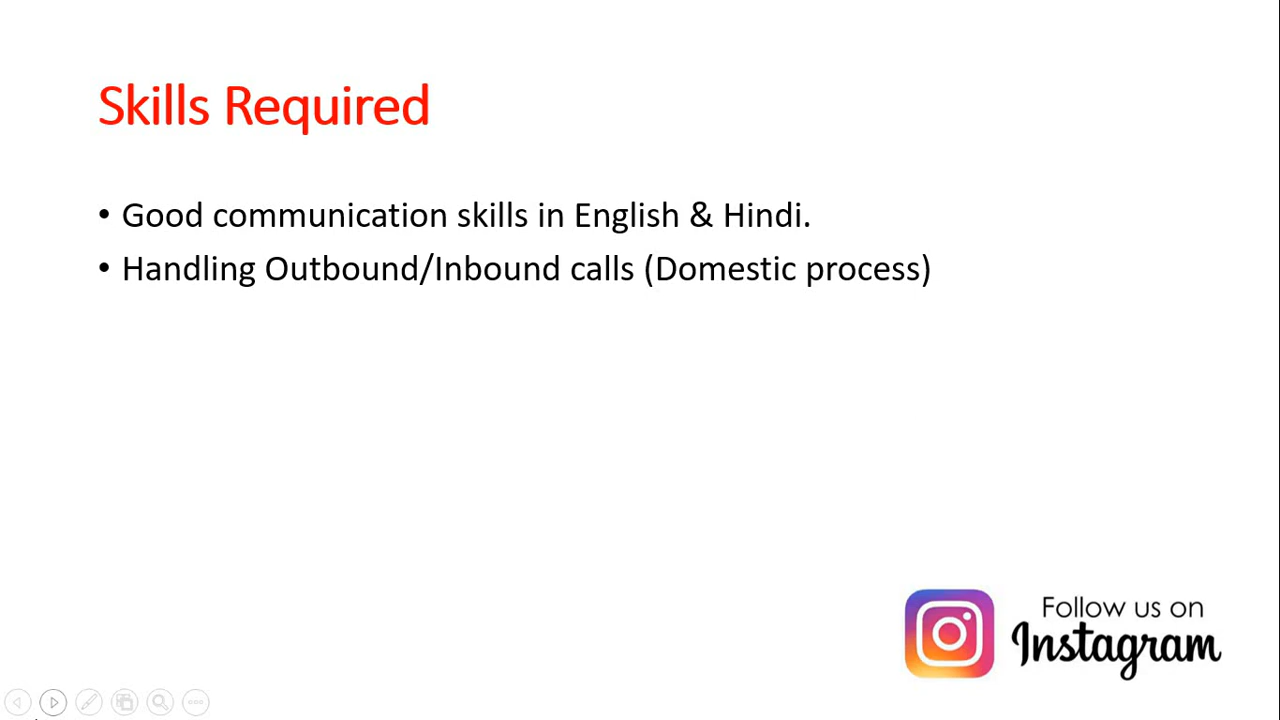 Skills Required
• Good communication skills in English & Hindi.
• Handling Outbound/Inbound calls (Domestic process)
Follow us on
Instagram